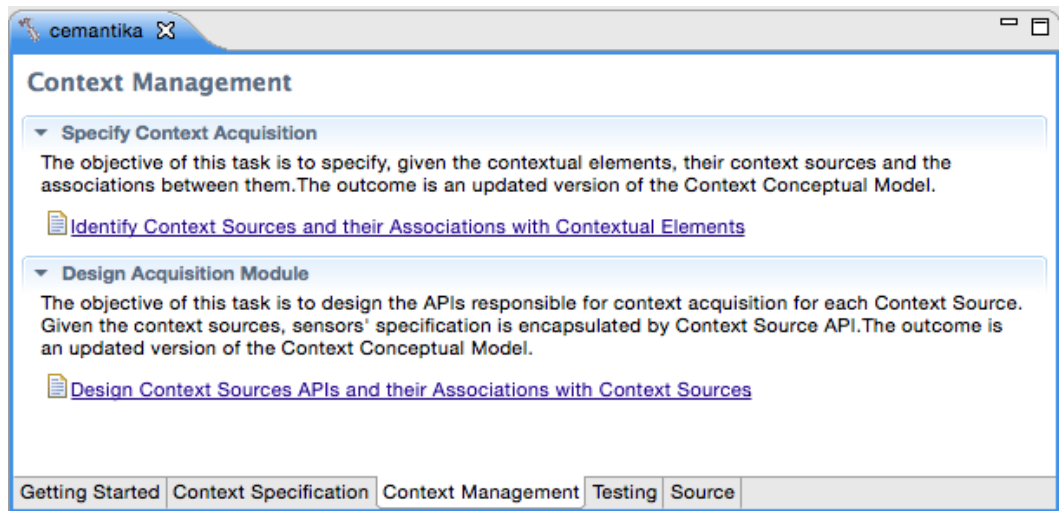 cemantika
Context Management
Specify Context Acquisition
The objective of this task is to specify, given the contextual elements, their context sources and the
associations between them.The outcome is an updated version of the Context Conceptual Model.
Identify Context Sources and their Associations with Contextual Elements
Design Acquisition Module
The objective of this task is to design the APIs responsible for context acquisition for each Context Source.
Given the context sources, sensors' specification is encapsulated by Context Source API.The outcome is
an updated version of the Context Conceptual Model.
Design Context Sources APIs and their Associations with Context Sources
Getting Started Context Specification Context Management Testing Source